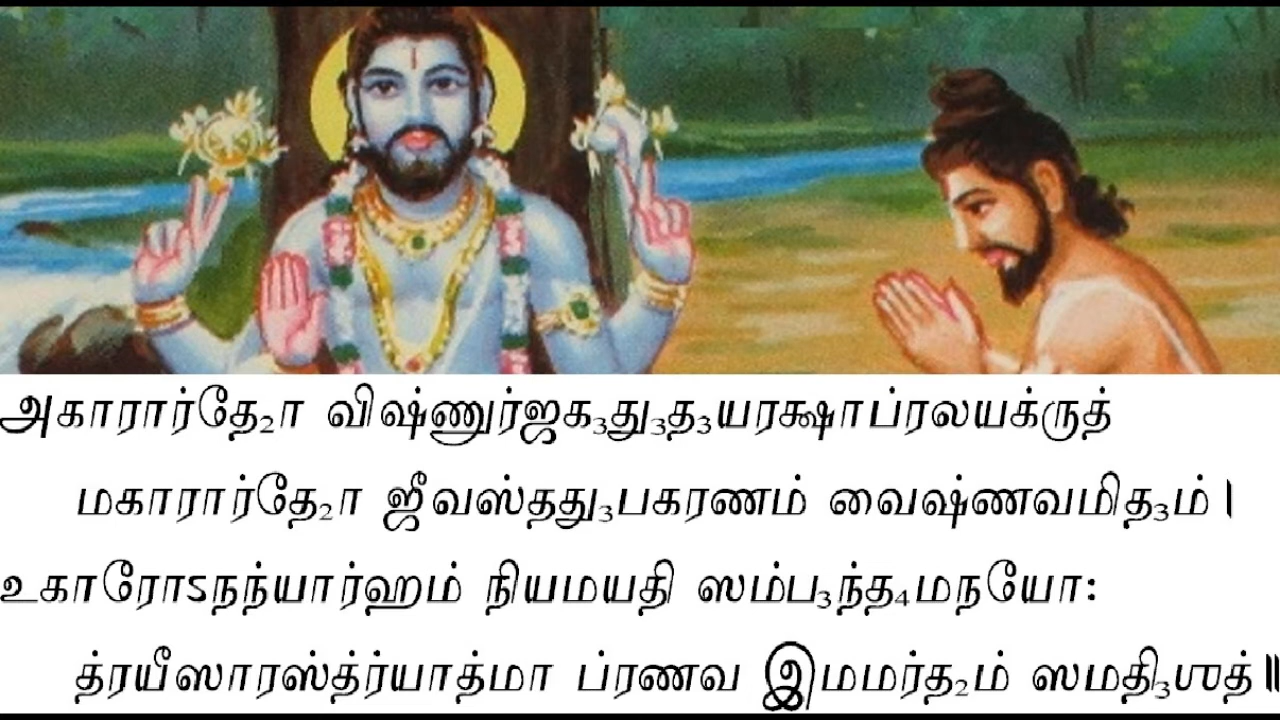 அகாரார்தே₂ா விஷ்ணுர்ஜக₃து₃த₃யரக்ஷாப்ரலயக்ருத்
மகாரார்தே₂ா ஜீவஸ்தது₃பகரணம் வைஷ்ணவமித₃ம் |
உகாரோऽநந்யார்ஹம் நியமயதி ஸம்ப₃ந்த₄மநயோ:
த்ரயீஸாரஸ்த்ர்யாத்மா ப்ரணவ இமமர்த₂ம் ஸமதி₃ஶத் ||